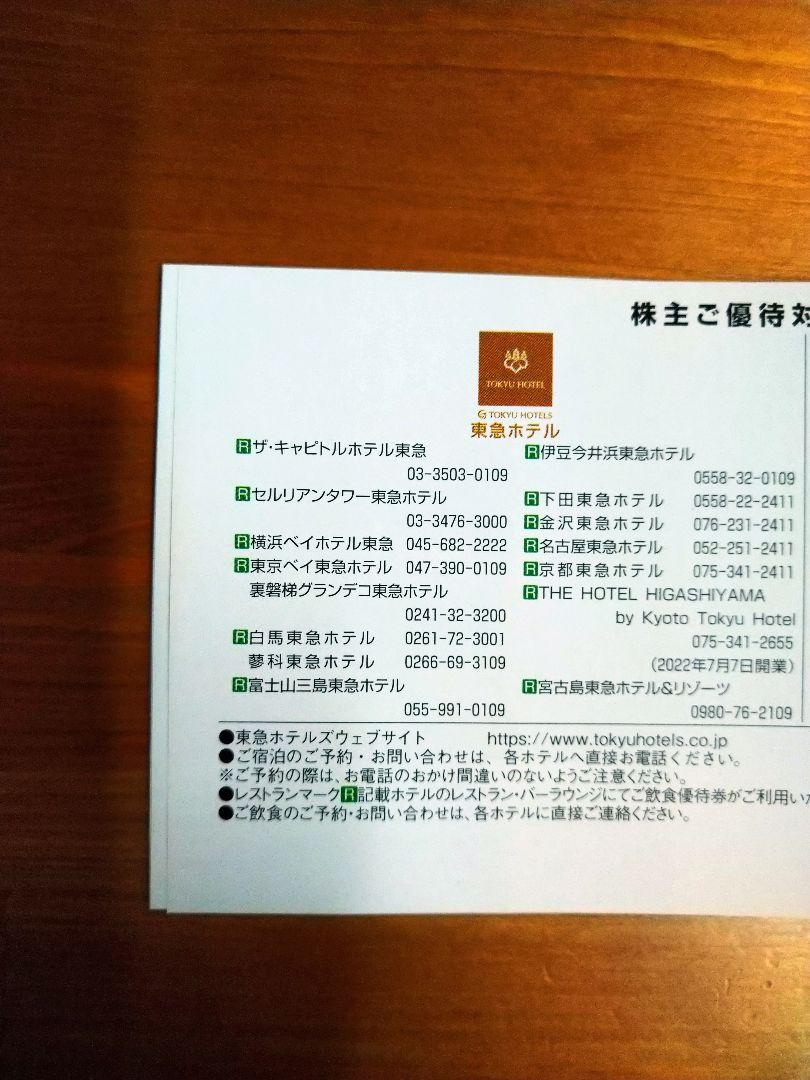 株主ご優待対
TOKYU HOTEL
TOKYU HOTELS
東急ホテル
Rザ・キャピトルホテル東急
03-3503-0109
Rセルリアンタワー東急ホテル
03-3476-3000
R横浜ベイホテル東急 045-682-2222
R東京ベイ東急ホテル 047-390-0109
裏磐梯グランデコ東急ホテル
0241-32-3200
R白馬東急ホテル 0261-72-3001
蓼科東急ホテル 0266-69-3109
R富士山三島東急ホテル
055-991-0109
R伊豆今井浜東急ホテル
0558-32-0109
R下田東急ホテル 0558-22-2411
R金沢東急ホテル 076-231-2411
R名古屋東急ホテル 052-251-2411
R京都東急ホテル 075-341-2411
RTHE HOTEL HIGASHIYAMA
by Kyoto Tokyu Hotel
075-341-2655
(2022年7月7日開業)
R宮古島東急ホテル&リゾーツ
0980-76-2109
●東急ホテルズウェブサイト https://www.tokyuhotels.co.jp
●ご宿泊のご予約・お問い合わせは、各ホテルへ直接お電話ください。
※ご予約の際は、お電話のおかけ間違いのないようご注意ください。
●レストランマークR記載ホテルのレストラン・バーラウンジにてご飲食優待券がご利用い
●ご飲食のご予約・お問い合わせは、各ホテルに直接ご連絡ください。